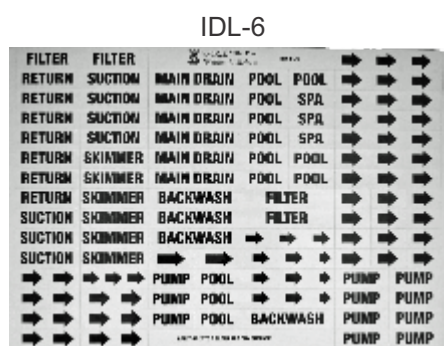 IDL-6
FILTER FILTER
RETURN SUCTION MAIN DRAIN POOL POOL
RETURN SUCTION MAIN DRAIN POOL SPA
RETURN SUCTION MAIN DRAIN POOL SPA
RETURN SUCTION MAIN DRAIN POOL SPA
RETURN SKIMMER MAIN DRAIN POOL POOL
RETURN SKIMMER MAIN DRAIN POOL POOL
RETURN SKIMMER BACKWASH FILTER
SUCTION SKIMMER BACKWASH FILTER
SUCTION SKIMMER BACKWASH
SUCTION SKIMMER
PUMP POOL PUMP PUMP
PUMP POOL PUMP PUMP
PUMP POOL BACKWASH PUMP PUMP